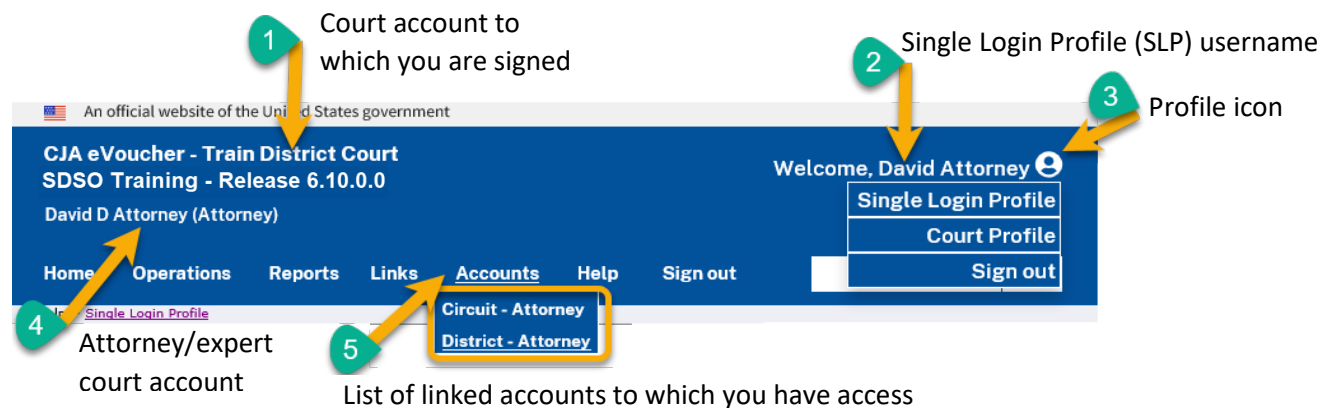 1
Court account to
which you are signed
2
Single Login Profile (SLP) username
3
Profile icon
An official website of the United States government
CJA eVoucher - Train District Court
SDSO Training - Release 6.10.0.0
David D Attorney (Attorney)
Welcome, David Attorney
Single Login Profile
Court Profile
Sign out
Home Operations Reports Links Accounts Help Sign out
Single Login Profile
Circuit - Attorney
District - Attorney
4
Attorney/expert
court account
5
List of linked accounts to which you have access